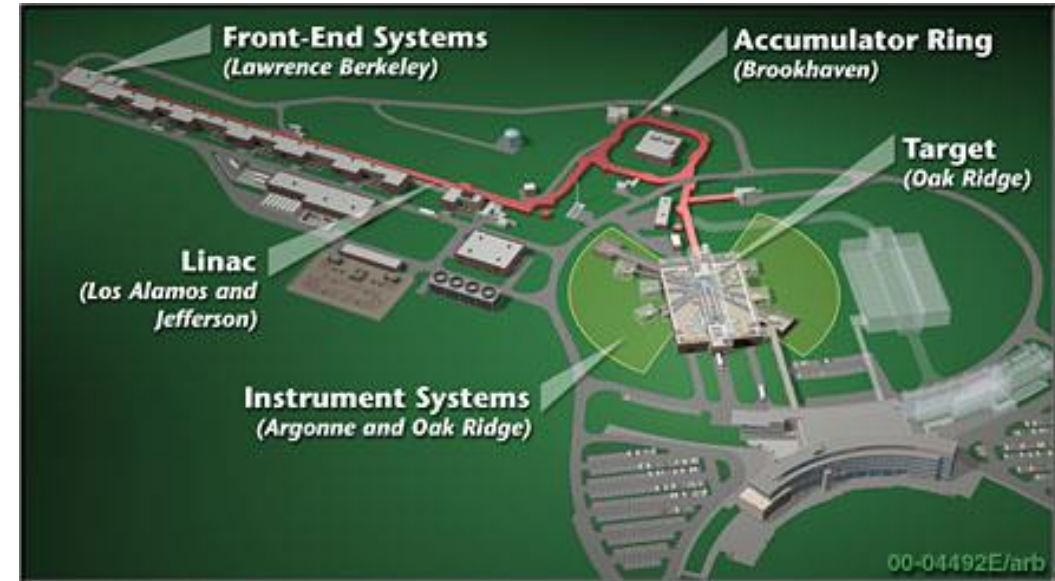 Front-End Systems
(Lawrence Berkeley)
Accumulator Ring
(Brookhaven)
Target
(Oak Ridge)
Linac
(Los Alamos and
Jefferson)
Instrument Systems
(Argonne and Oak Ridge)
00-04492E/arb